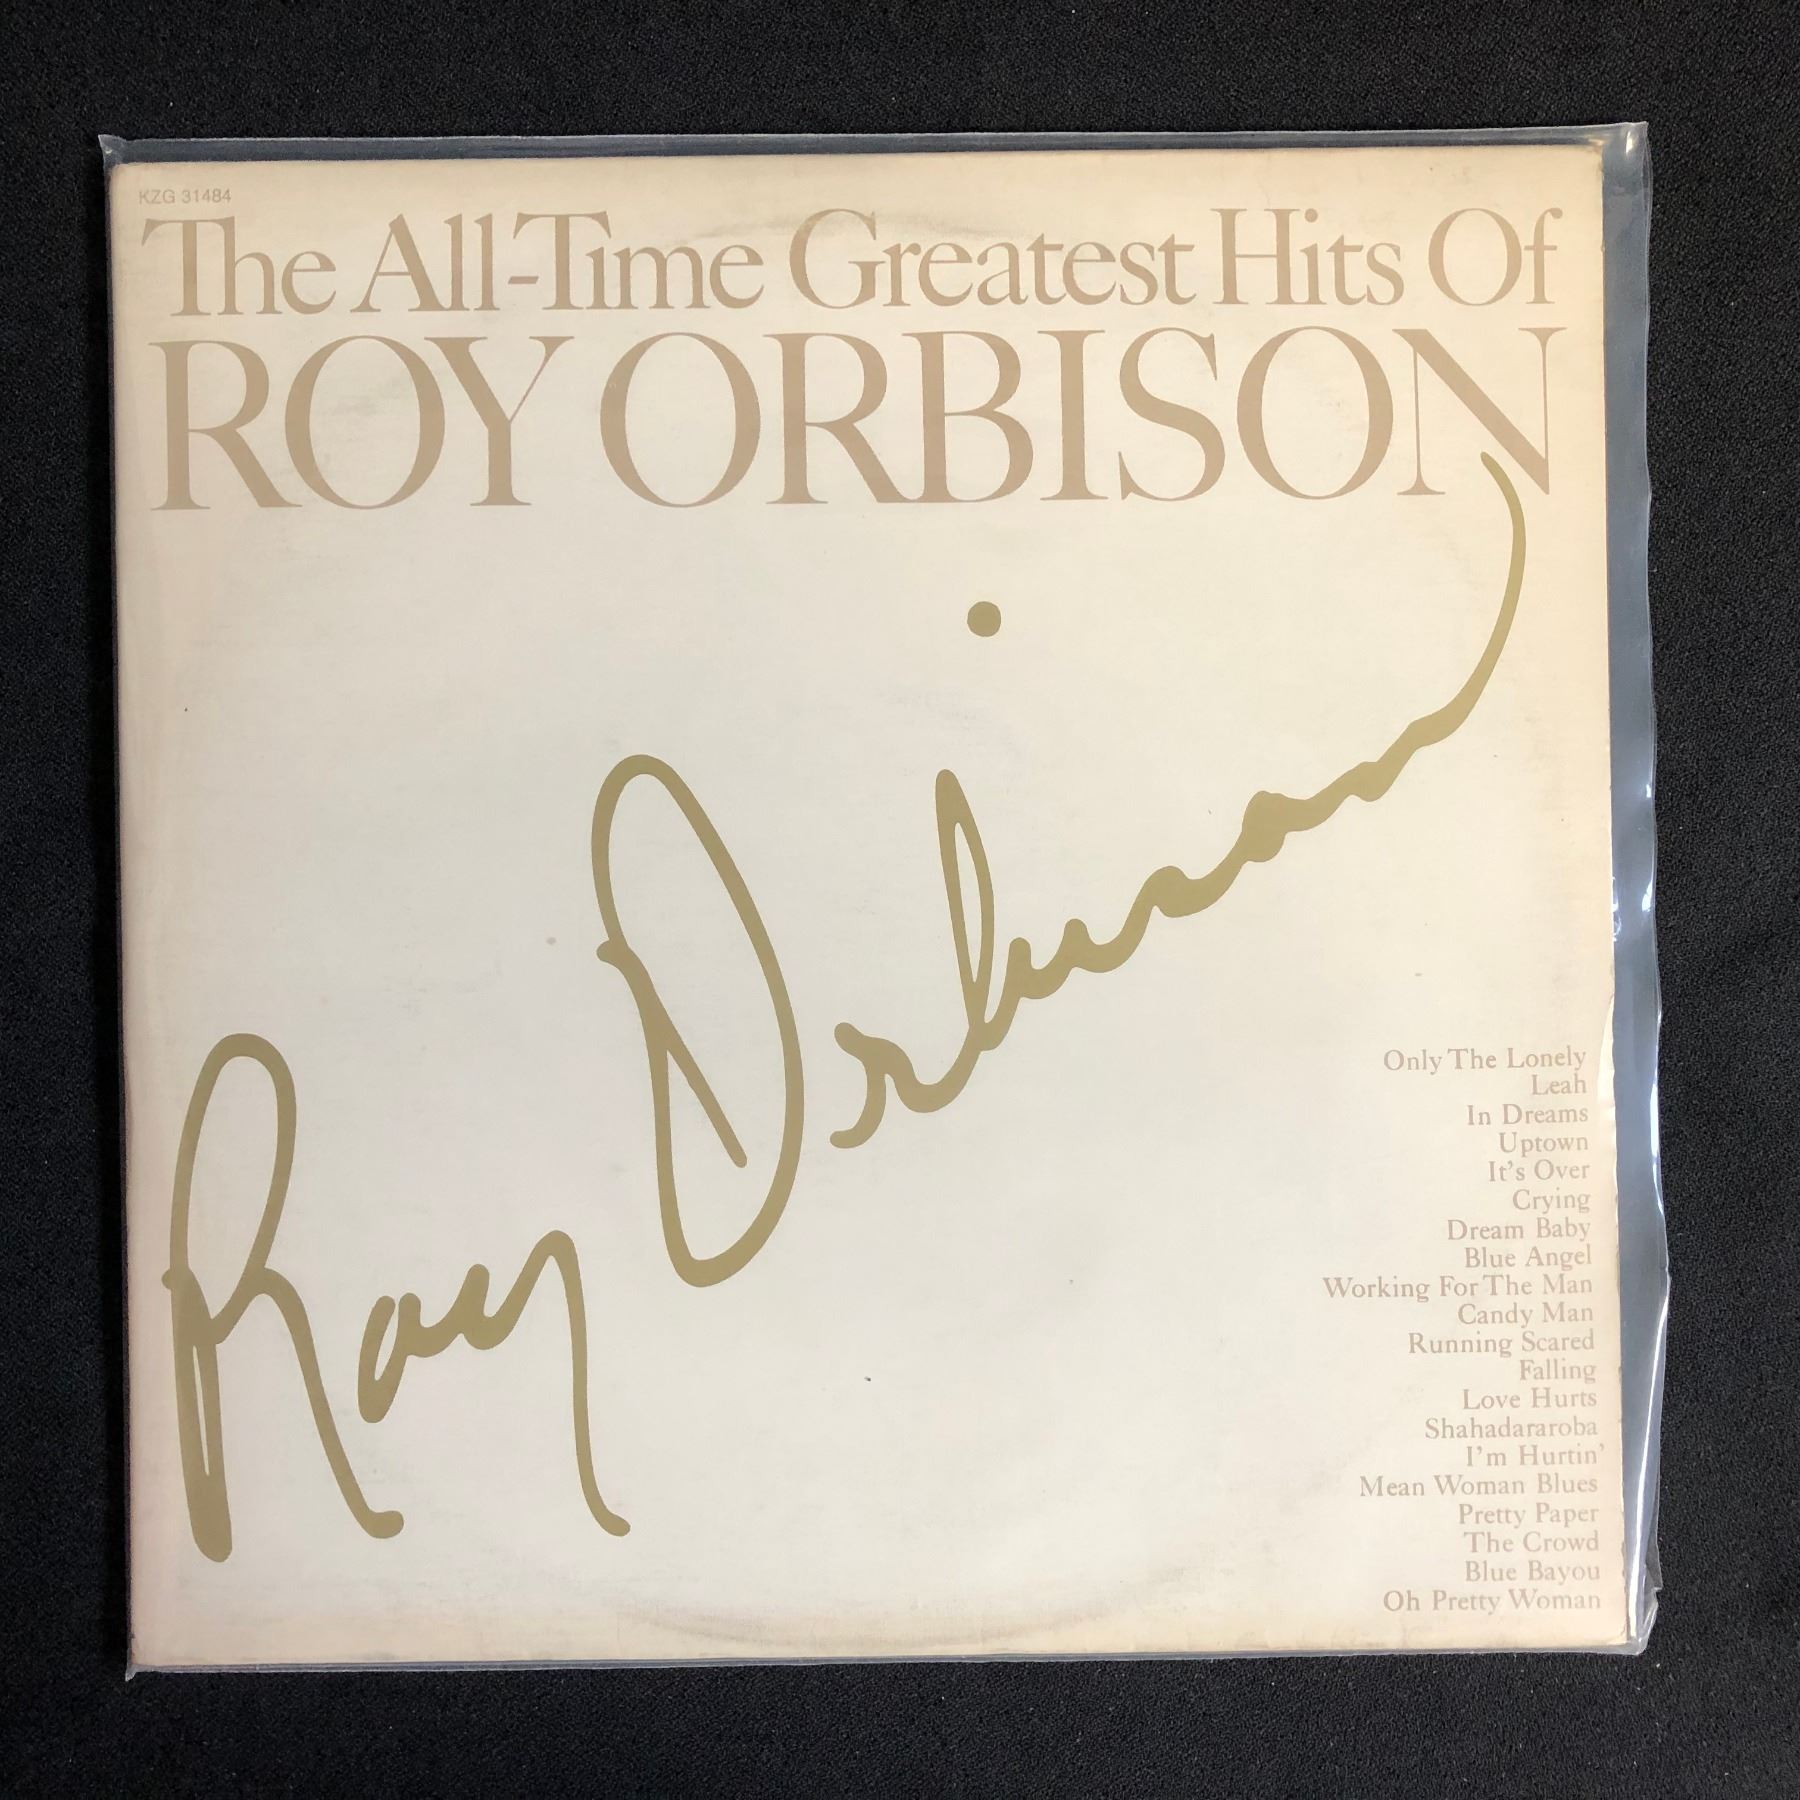 KZG 31484
The All-Time Greatest Hits Of
ROY ORBISON
Roy Orbison
Only The Lonely
Leah
In Dreams
Uptown
It's Over
Crying
Dream Baby
Blue Angel
Working For The Man
Candy Man
Running Scared
Falling
Love Hurts
Shahadararoba
I'm Hurtin'
Mean Woman Blues
Pretty Paper
The Crowd
Blue Bayou
Oh Pretty Woman